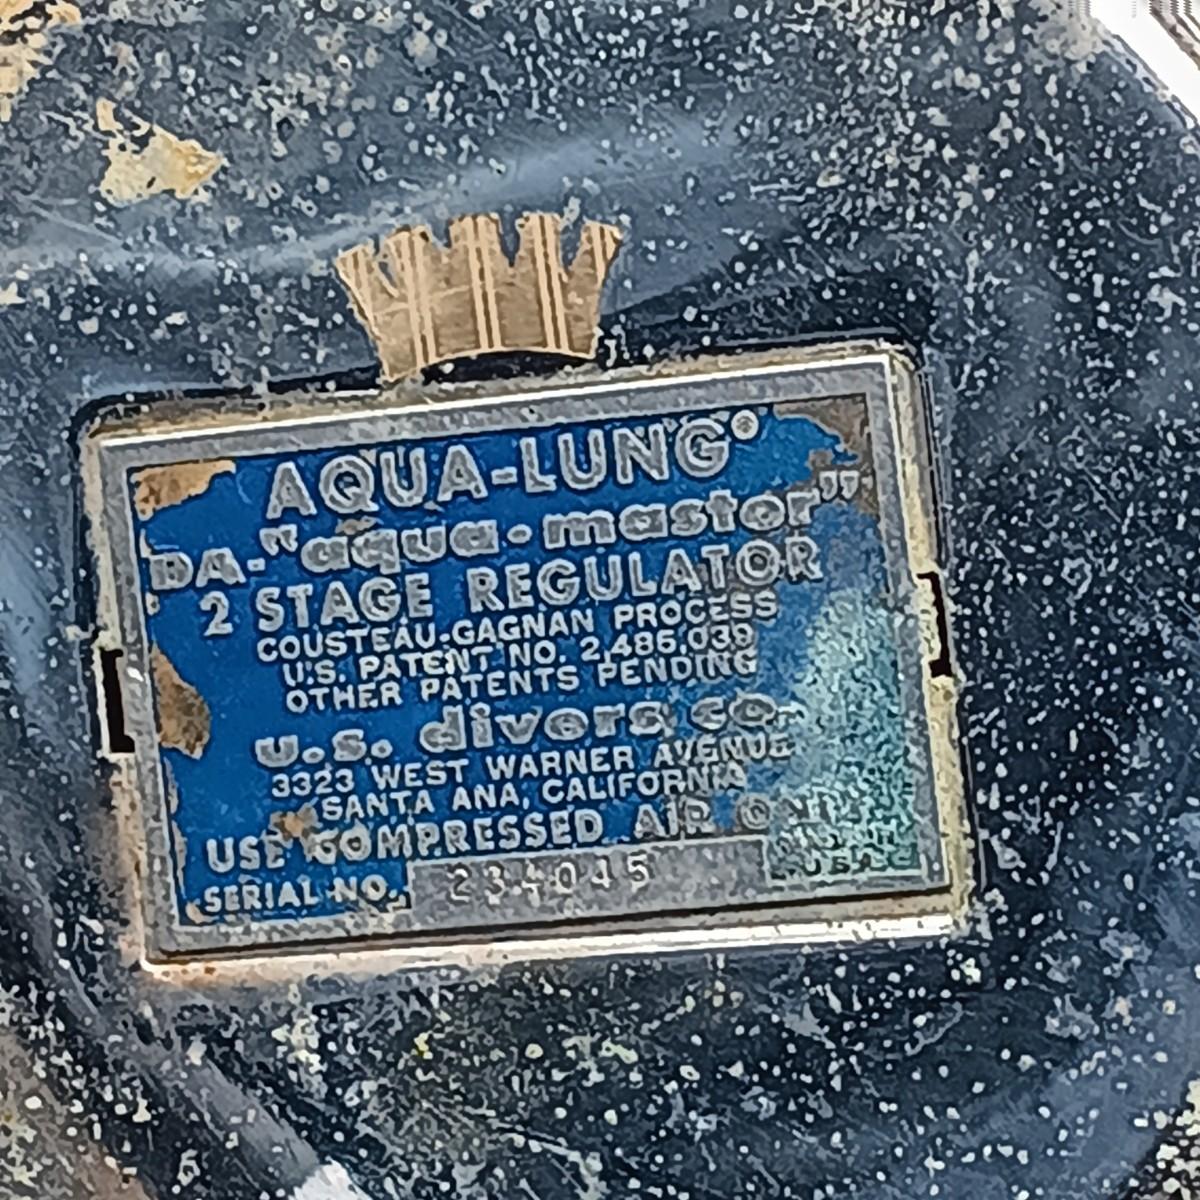 AQUA-LUNG®
DA-"aqua-master"
2 STAGE REGULATOR
COUSTEAU-GAGNAN PROCESS
U.S. PATENT NO. 2,485,039
OTHER PATENTS PENDING
u.s. divers co.
3323 WEST WARNER AVENUE
SANTA ANA, CALIFORNIA
USE COMPRESSED AIR ONLY
SERIAL NO. 234045
U.S.A.